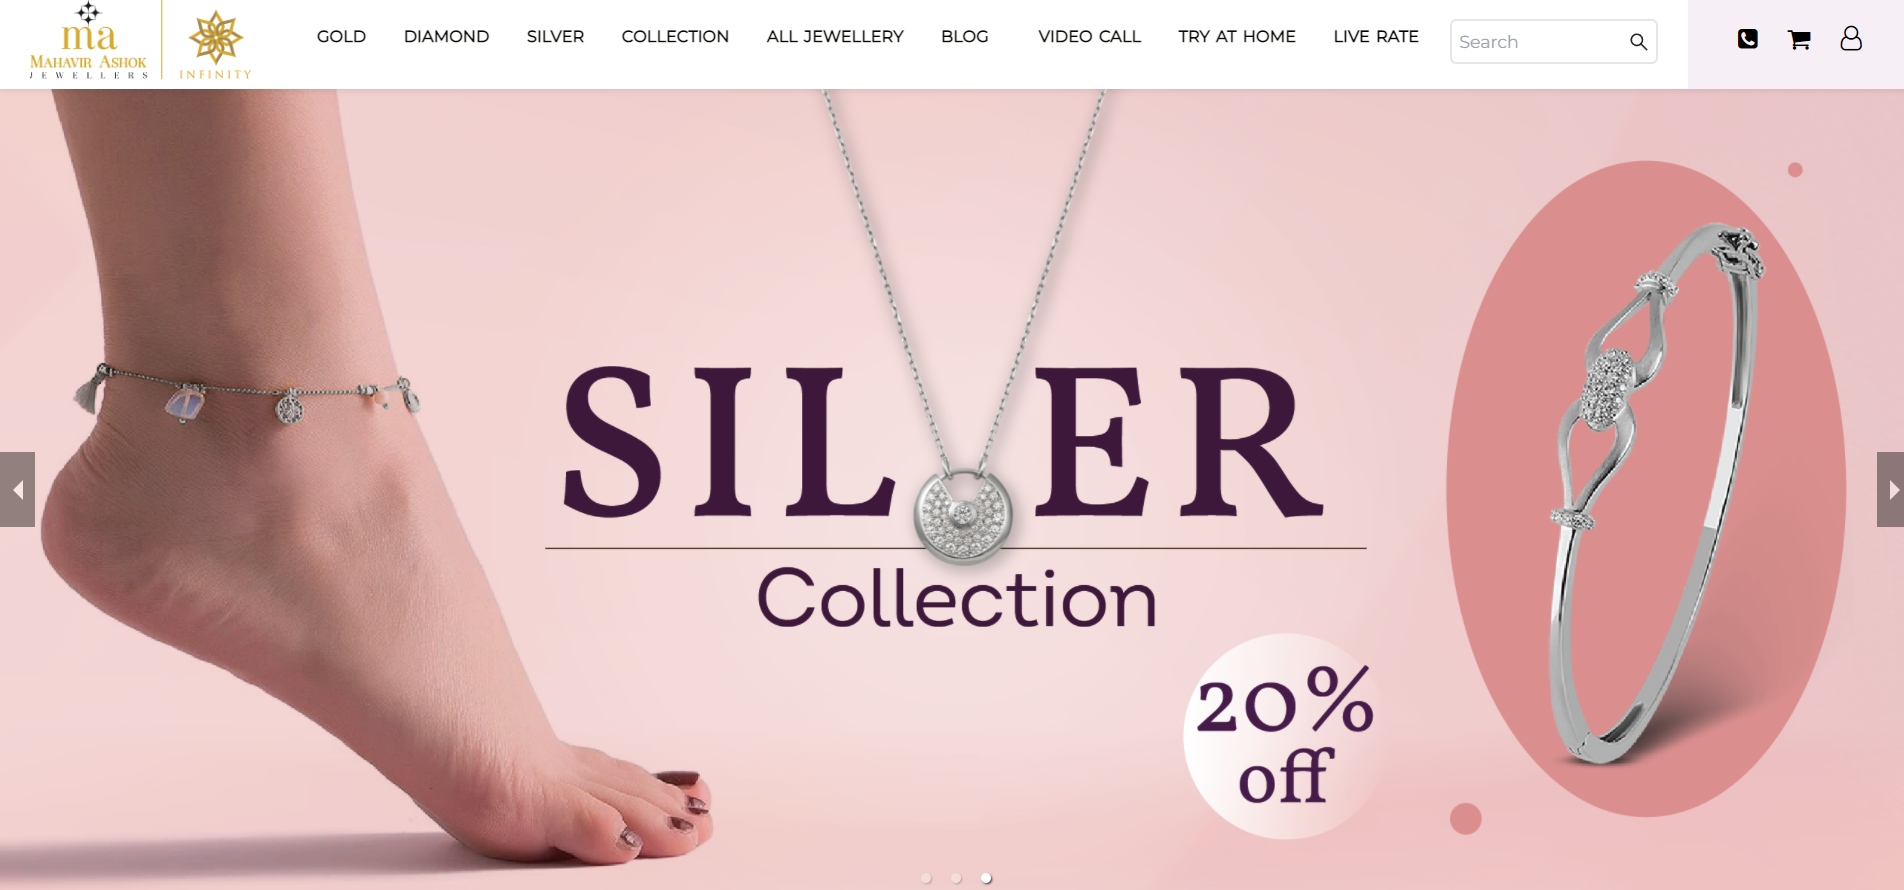 ma
MAHAVIR ASHOK
JEWELLERS
INFINITY
GOLD DIAMOND SILVER COLLECTION ALL JEWELLERY BLOG VIDEO CALL TRY AT HOME LIVE RATE Search
SIL ER
Collection
20%
off